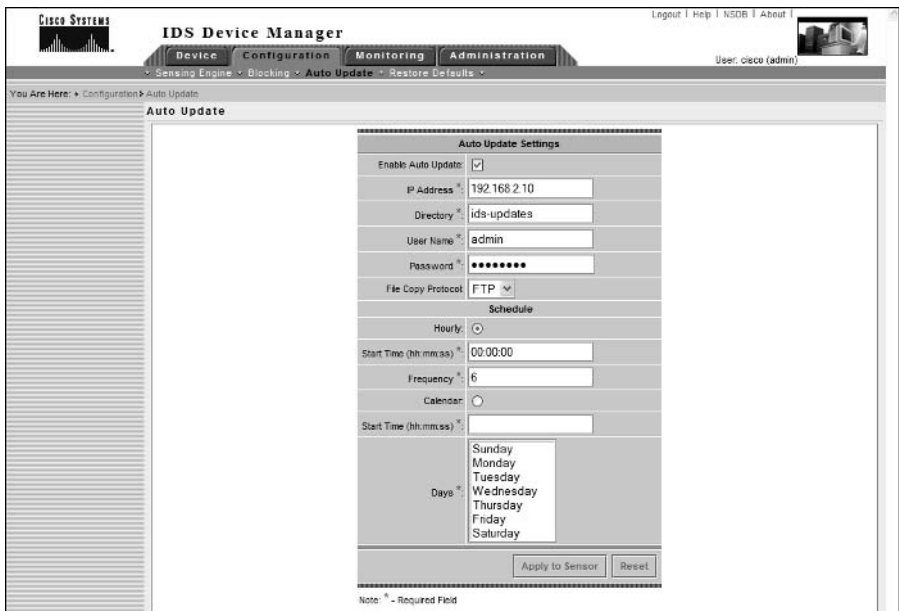 Logout | Help | NSDB | About |
CISCO SYSTEMS
IDS Device Manager
Device Configuration Monitoring Administration
User: cisco (admin)
Sensing Engine Blocking Auto Update Restore Defaults
You Are Here: Configuration Auto Update
Auto Update
Auto Update Settings
Enable Auto Update:
IP Address *: 192.168.2.10
Directory *: ids-updates
User Name *: admin
Password *: ••••••••
File Copy Protocol: FTP
Schedule
Hourly:
Start Time (hh:mm:ss) *: 00:00:00
Frequency *: 6
Calendar:
Start Time (hh:mm:ss) *:
Days *:
Sunday
Monday
Tuesday
Wednesday
Thursday
Friday
Saturday
Apply to Sensor Reset
Note: * - Required Field